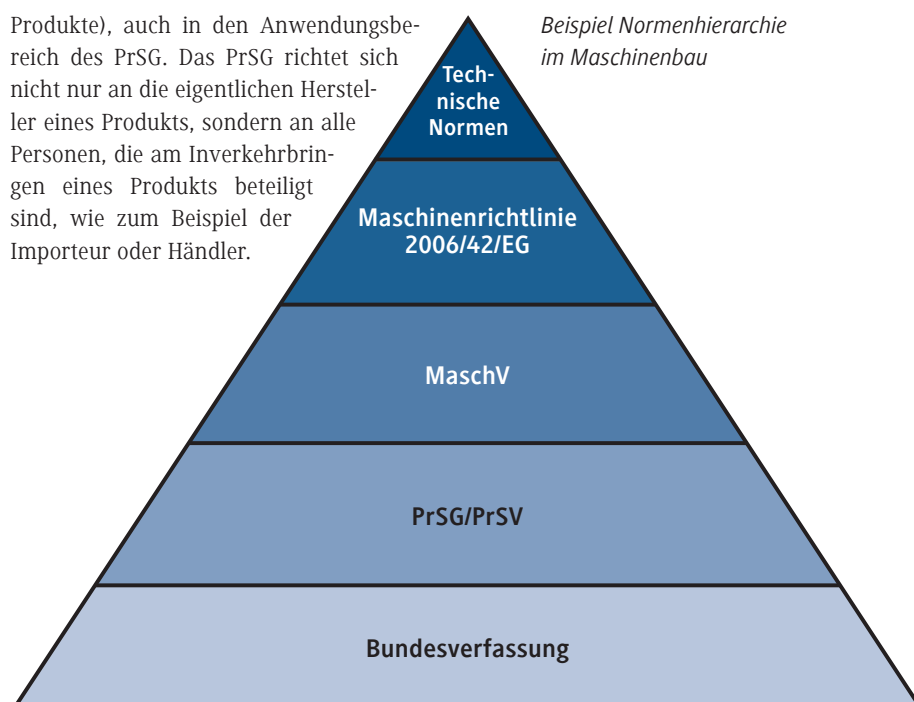 Produkte), auch in den Anwendungsbe-
reich des PrSG. Das PrSG richtet sich
nicht nur an die eigentlichen Herstel-
ler eines Produkts, sondern an alle
Personen, die am Inverkehrbrin-
gen eines Produkts beteiligt
sind, wie zum Beispiel der
Importeur oder Händler.
Beispiel Normenhierarchie
im Maschinenbau
Tech-
nische
Normen
Maschinenrichtlinie
2006/42/EG
MaschV
PrSG/PrSV
Bundesverfassung